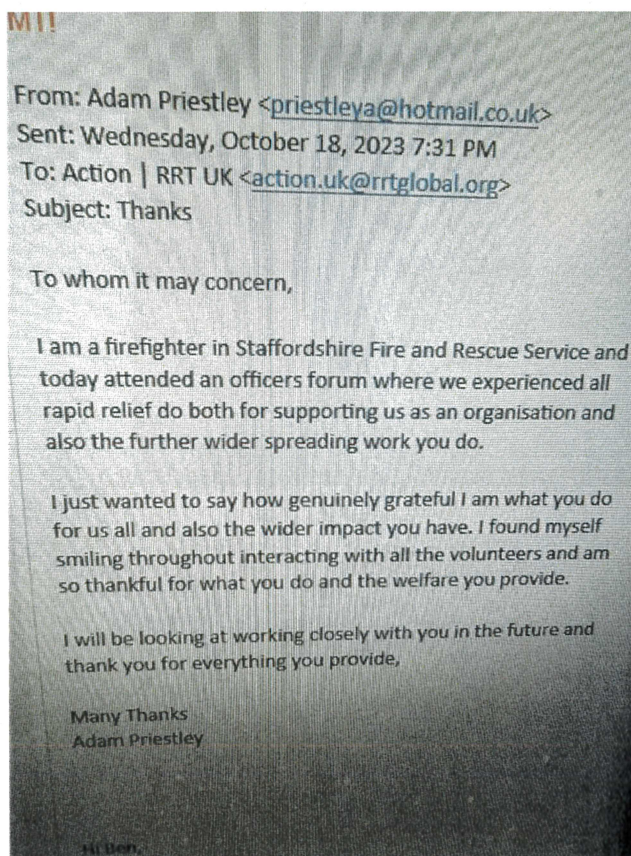 From: Adam Priestley <priestleya@hotmail.co.uk>
Sent: Wednesday, October 18, 2023 7:31 PM
To: Action | RRT UK <action.uk@rrtglobal.org>
Subject: Thanks
To whom it may concern,
I am a firefighter in Staffordshire Fire and Rescue Service and
today attended an officers forum where we experienced all
rapid relief do both for supporting us as an organisation and
also the further wider spreading work you do.
I just wanted to say how genuinely grateful I am what you do
for us all and also the wider impact you have. I found myself
smiling throughout interacting with all the volunteers and am
so thankful for what you do and the welfare you provide.
I will be looking at working closely with you in the future and
thank you for everything you provide,
Many Thanks
Adam Priestley
Hi Ben,